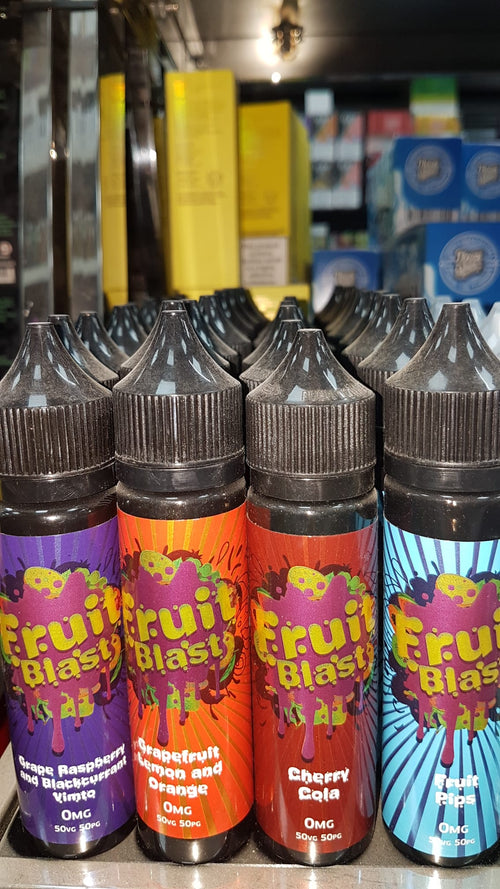 Fruit
Blast
Grape Raspberry
and Blackcurrant
Vimto
0MG
50VG 50PG
Fruit
Blast
Grapefruit
Lemon and
Orange
0MG
50VG 50PG
Fruit
Blast
Cherry
Cola
0MG
50VG 50PG
Fruit
Blast
Fruit
Pips
0MG
50VG 50PG